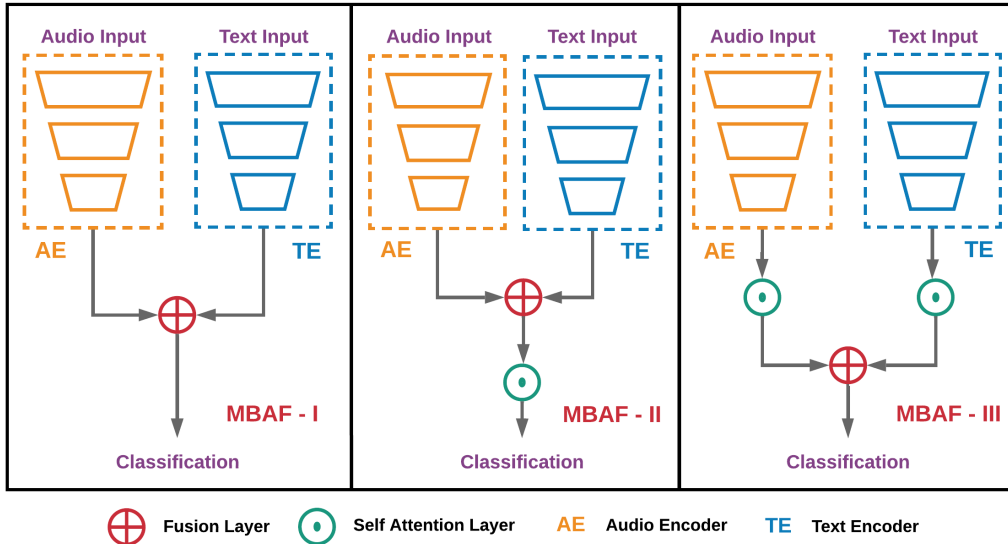 Audio Input
Text Input
AE
TE
MBAF - I
Classification
Audio Input
Text Input
AE
TE
MBAF - II
Classification
Audio Input
Text Input
AE
TE
MBAF - III
Classification
Fusion Layer
Self Attention Layer
AE Audio Encoder
TE Text Encoder